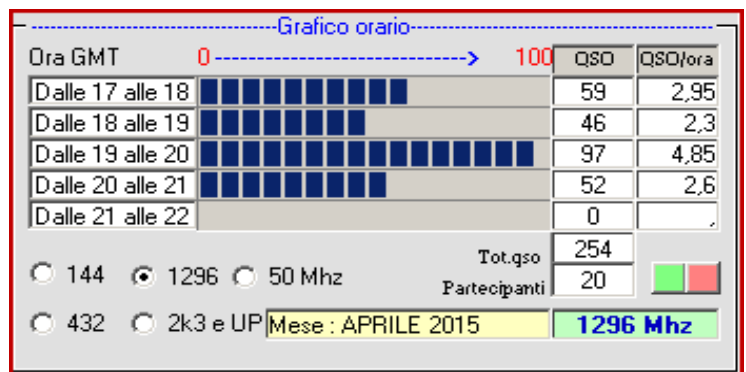 Grafico orario
Ora GMT 0 ----------------------------> 100 QSO QSO/ora
Dalle 17 alle 18 59 2,95
Dalle 18 alle 19 46 2,3
Dalle 19 alle 20 97 4,85
Dalle 20 alle 21 52 2,6
Dalle 21 alle 22 0 ,
Tot.qso 254
144 1296 50 Mhz Partecipanti 20
432 2k3 e UP Mese : APRILE 2015 1296 Mhz